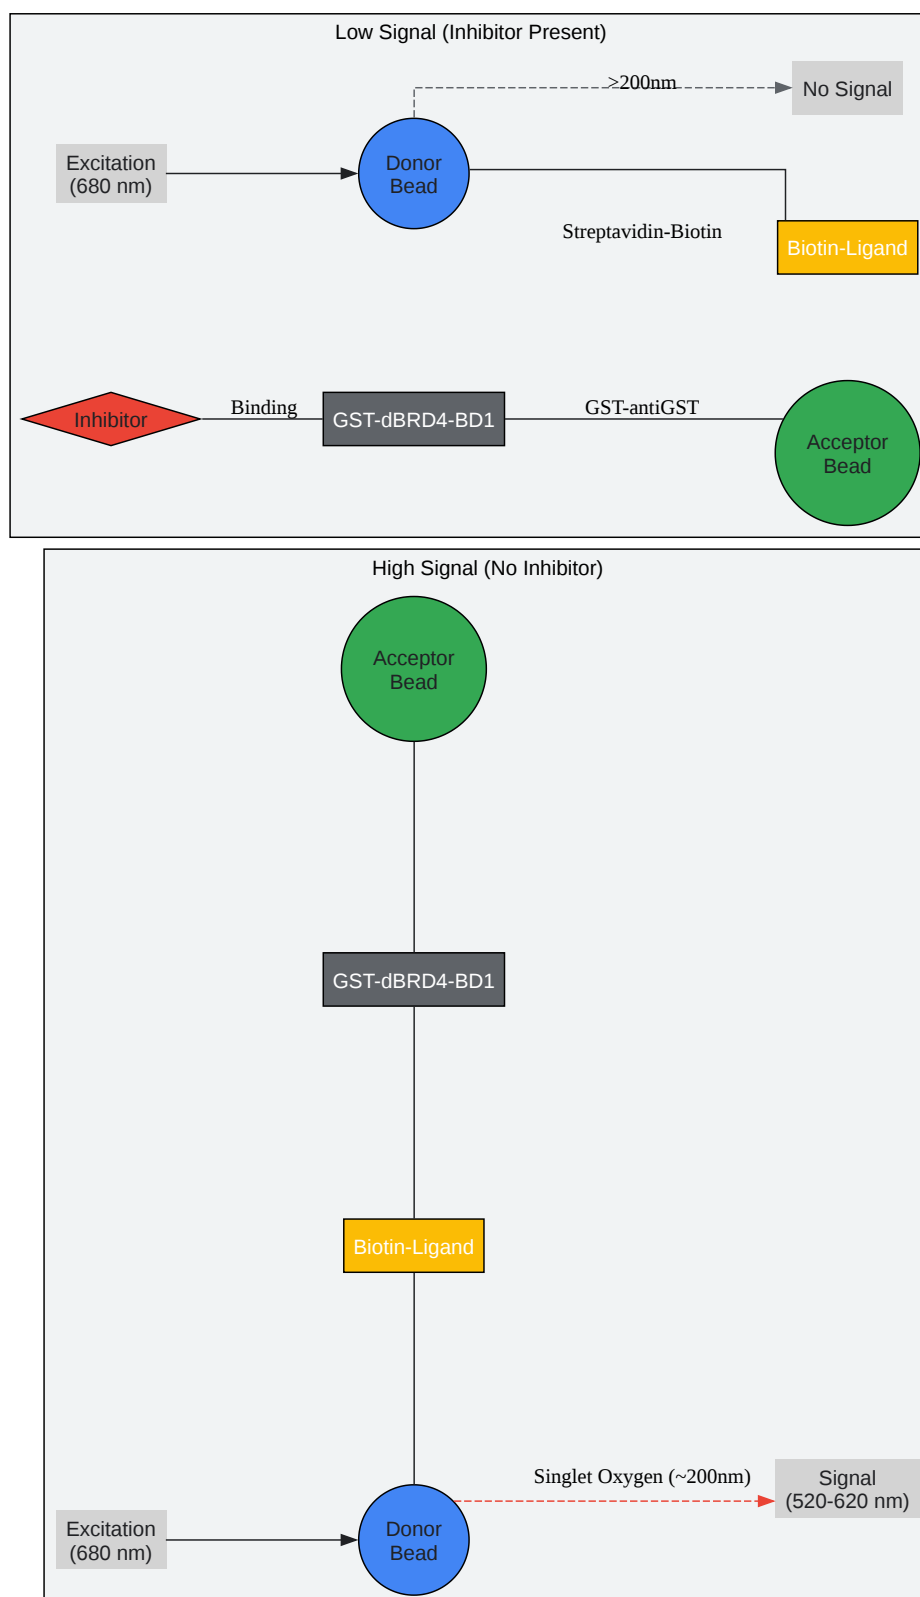 Low Signal (Inhibitor Present)
>200nm
No Signal
Excitation
(680 nm)
Donor
Bead
Streptavidin-Biotin
Biotin-Ligand
Inhibitor
Binding
GST-dBRD4-BD1
GST-antiGST
Acceptor
Bead
High Signal (No Inhibitor)
Acceptor
Bead
GST-dBRD4-BD1
Biotin-Ligand
Singlet Oxygen (~200nm)
Signal
(520-620 nm)
Excitation
(680 nm)
Donor
Bead